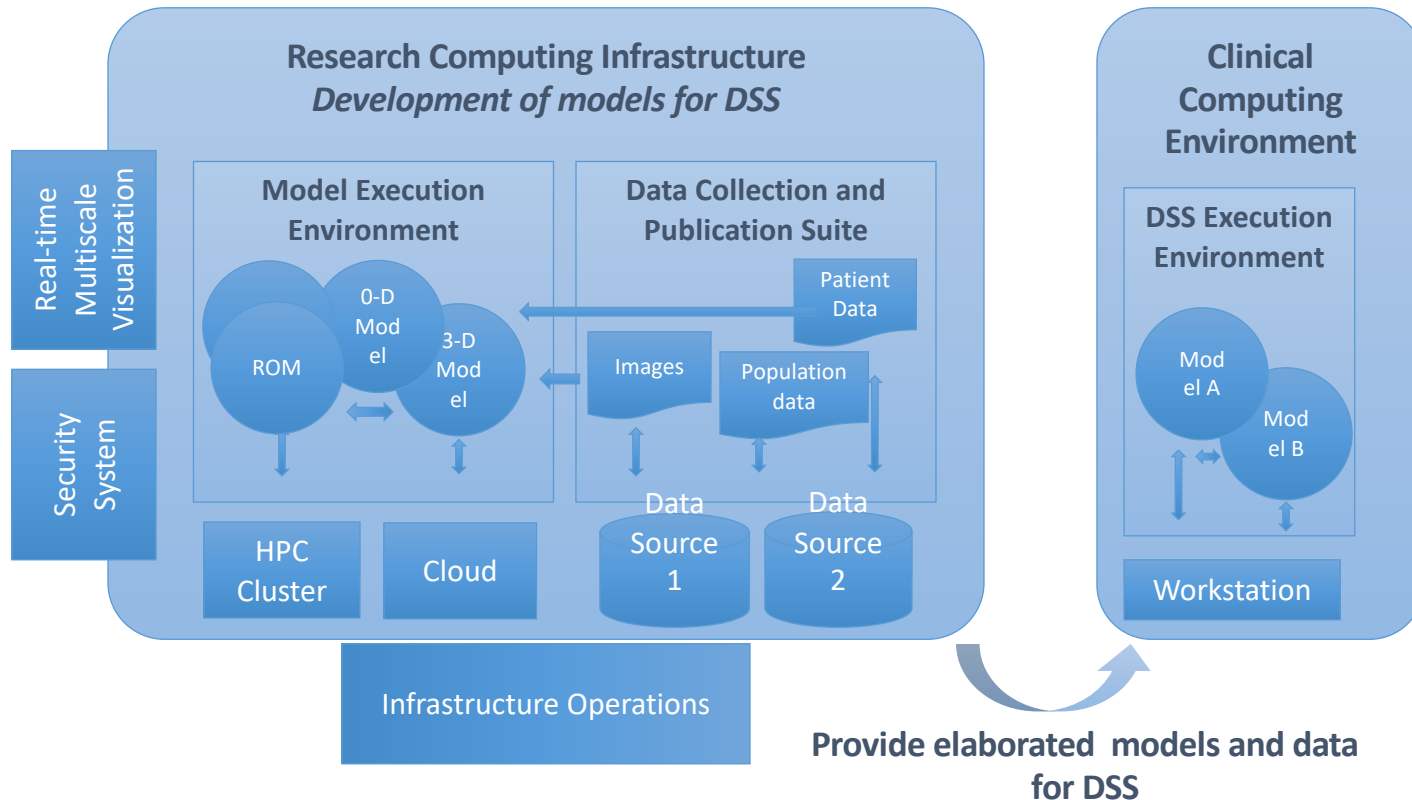 Research Computing Infrastructure
Development of models for DSS
Clinical
Computing
Environment
Real-time
Multiscale
Visualization
Security
System
Model Execution
Environment
Data Collection and
Publication Suite
DSS Execution
Environment
0-D
Mod
el
3-D
Mod
el
ROM
Patient
Data
Images
Population
data
Mod
el A
Mod
el B
HPC
Cluster
Cloud
Data
Source
1
Data
Source
2
Workstation
Infrastructure Operations
Provide elaborated models and data
for DSS